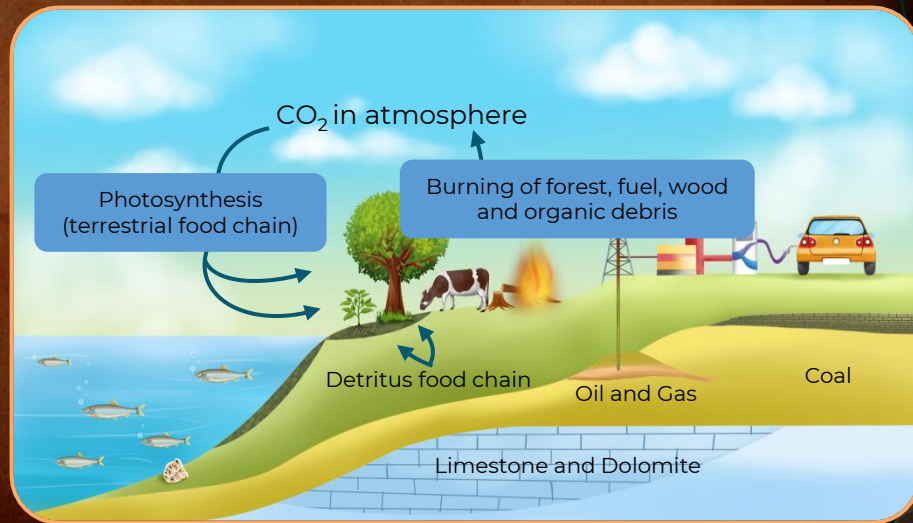 CO₂ in atmosphere
Photosynthesis
(terrestrial food chain)
Burning of forest, fuel, wood
and organic debris
Detritus food chain
Oil and Gas
Coal
Limestone and Dolomite